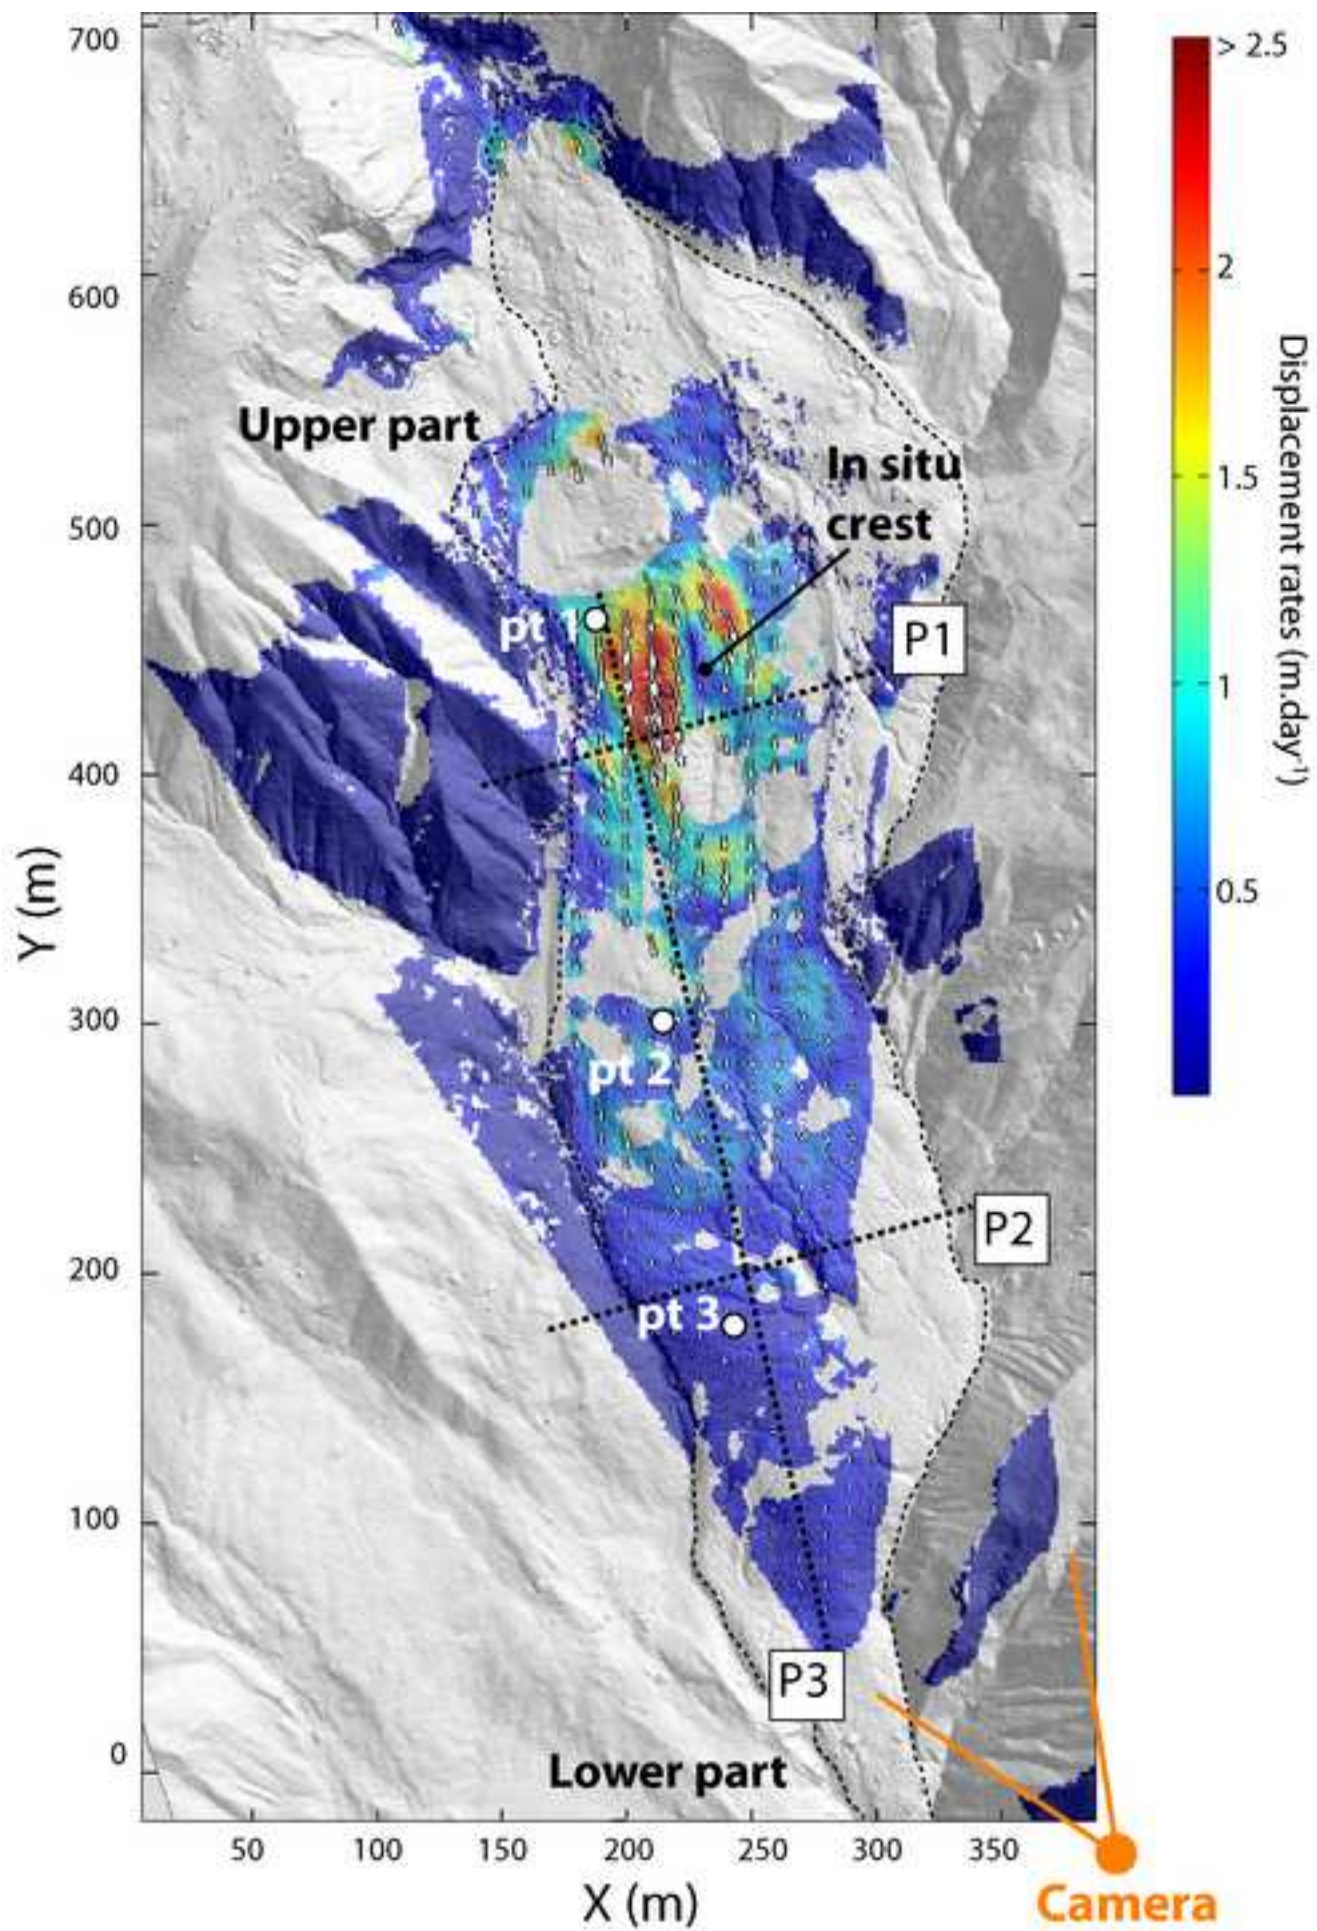 700
600
500
400
300
200
100
0
Y (m)
50 100 150 200 250 300 350
X (m)
Upper part
In situ
crest
pt 1
P1
pt 2
P2
pt 3
P3
Lower part
Camera
> 2.5
2
1.5
1
0.5
Displacement rates (m.day-1)